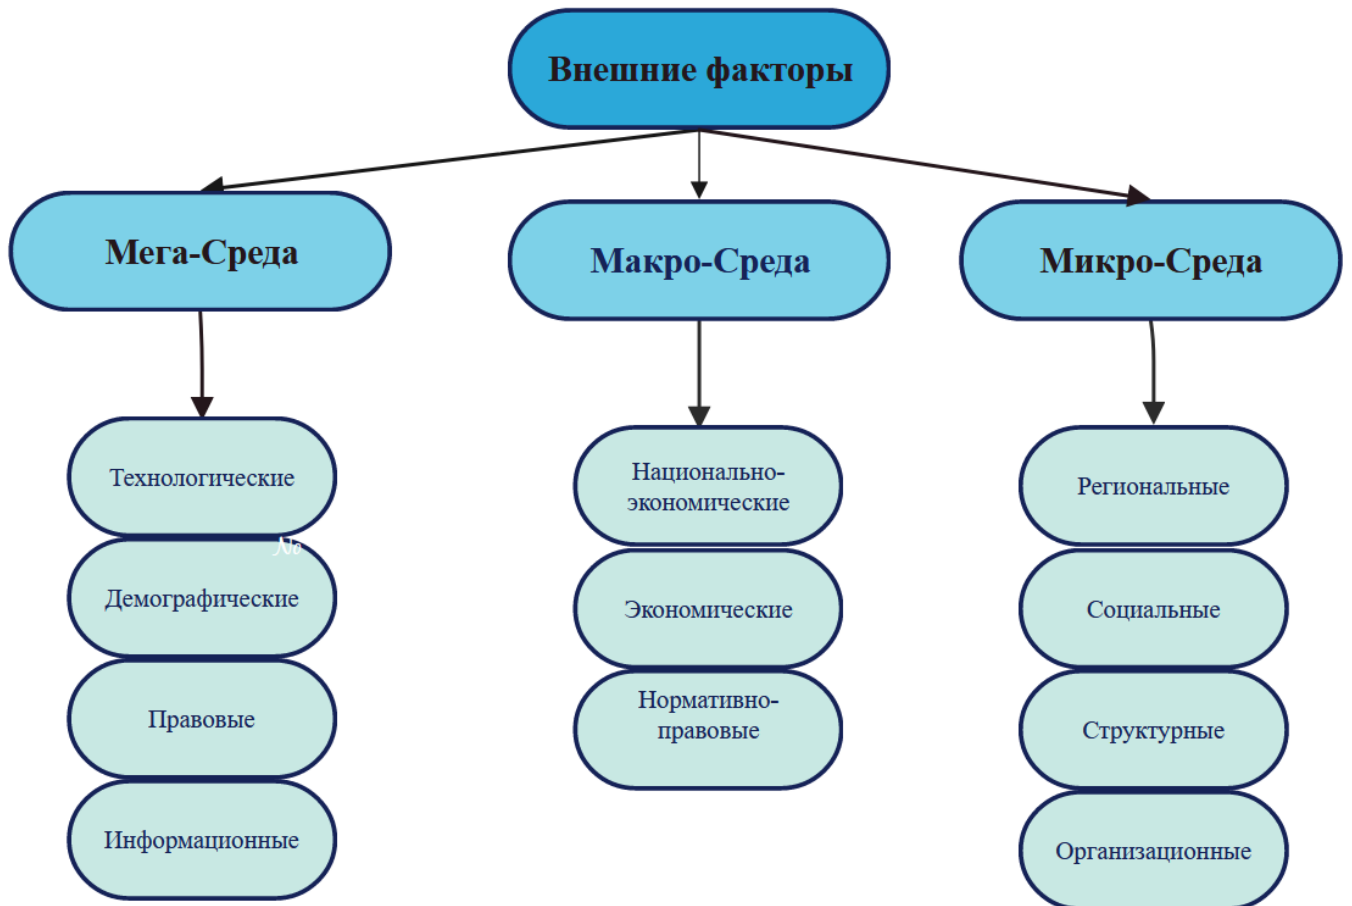 Внешние факторы
Мега-Среда
Макро-Среда
Микро-Среда
Технологические
No
Демографические
Правовые
Информационные
Национально-
экономические
Экономические
Нормативно-
правовые
Региональные
Социальные
Структурные
Организационные